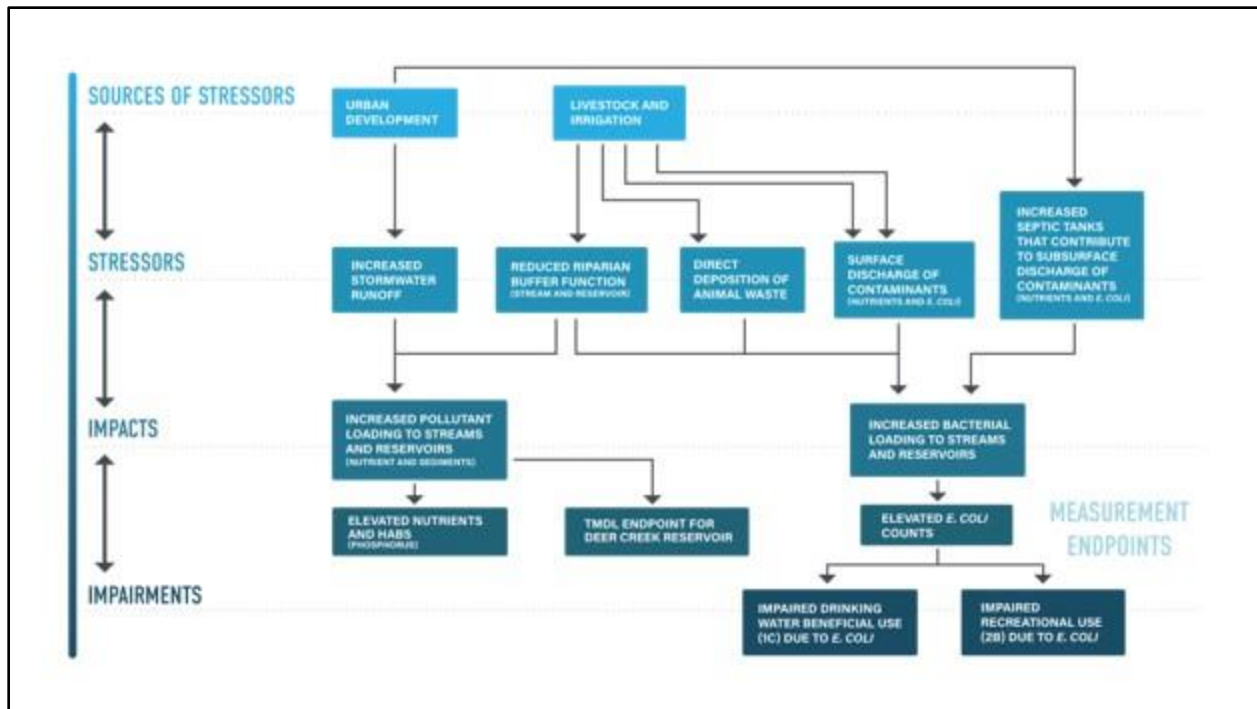 SOURCES OF STRESSORS
URBAN
DEVELOPMENT
LIVESTOCK AND
IRRIGATION
STRESSORS
INCREASED
STORMWATER
RUNOFF
REDUCED RIPARIAN
BUFFER FUNCTION
(STREAM AND RESERVOIR)
DIRECT
DEPOSITION OF
ANIMAL WASTE
SURFACE
DISCHARGE OF
CONTAMINANTS
(NUTRIENTS AND E. COLI)
INCREASED
SEPTIC TANKS
THAT CONTRIBUTE
TO SUBSURFACE
DISCHARGE OF
CONTAMINANTS
(NUTRIENTS AND E. COLI)
IMPACTS
INCREASED POLLUTANT
LOADING TO STREAMS
AND RESERVOIRS
(NUTRIENT AND SEDIMENTS)
INCREASED BACTERIAL
LOADING TO STREAMS
AND RESERVOIRS
ELEVATED NUTRIENTS
AND HABS
(PHOSPHORUS)
TMDL ENDPOINT FOR
DEER CREEK RESERVOIR
ELEVATED E. COLI
COUNTS
MEASUREMENT
ENDPOINTS
IMPAIRMENTS
IMPAIRED DRINKING
WATER BENEFICIAL USE
(1C) DUE TO E. COLI
IMPAIRED
RECREATIONAL USE
(2B) DUE TO E. COLI